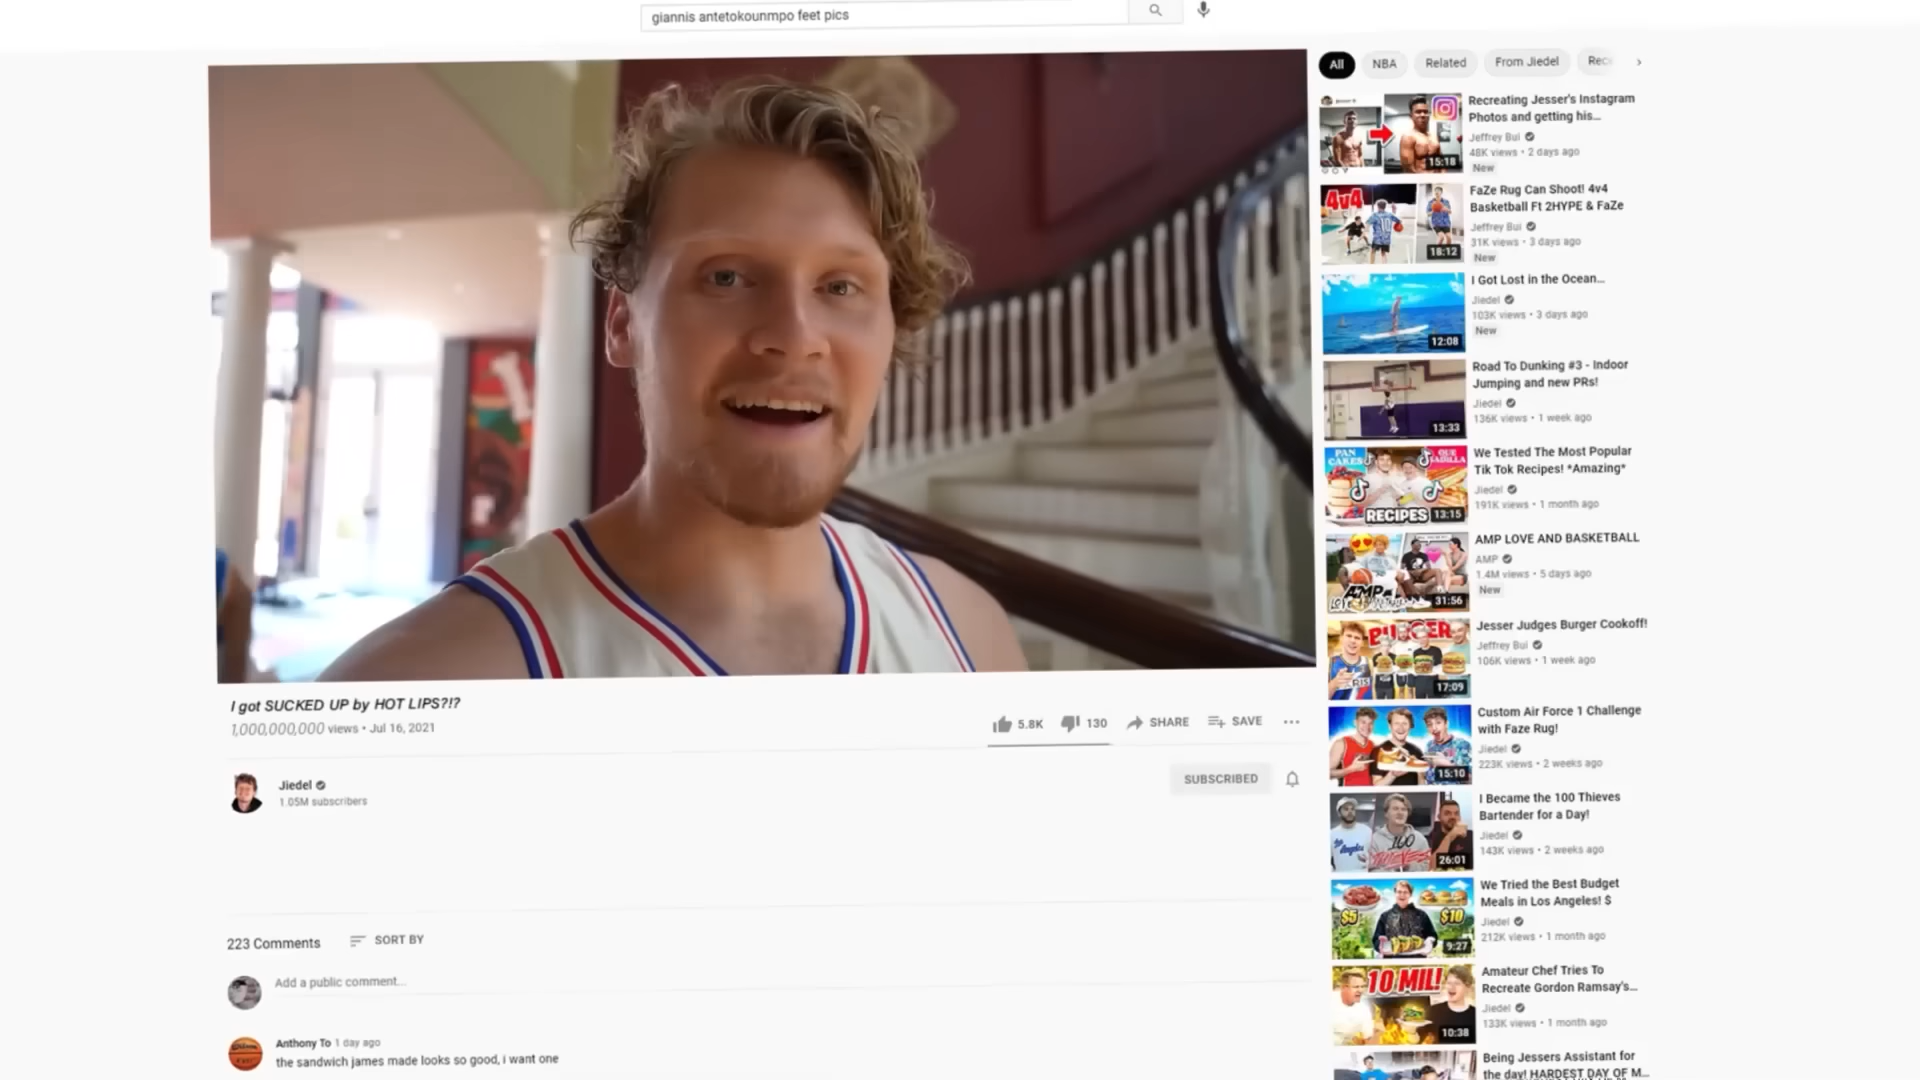 giannis antetokounmpo feet pics
All
NBA
Related
From Jiedel
I got SUCKED UP by HOT LIPS?!?
1,000,000,000 views • Jul 16, 2021
5.8K
130
SHARE
SAVE
Jiedel
1.05M subscribers
SUBSCRIBED
223 Comments
SORT BY
Add a public comment...
Anthony To 1 day ago
the sandwich james made looks so good, i want one
15:18
Recreating Jesser's Instagram
Photos and getting his...
Jeffrey Bui
48K views • 2 days ago
New
4v4
18:12
FaZe Rug Can Shoot! 4v4
Basketball Ft 2HYPE & FaZe
Jeffrey Bui
31K views • 3 days ago
New
12:08
I Got Lost in the Ocean...
Jiedel
103K views • 3 days ago
New
13:33
Road To Dunking #3 - Indoor
Jumping and new PRs!
Jiedel
136K views • 1 week ago
PAN
CAKES
RECIPES
13:15
We Tested The Most Popular
Tik Tok Recipes! *Amazing*
Jiedel
191K views • 1 month ago
AMP
31:56
AMP LOVE AND BASKETBALL
AMP
1.4M views • 5 days ago
New
17:09
Jesser Judges Burger Cookoff!
Jeffrey Bui
106K views • 1 week ago
15:10
Custom Air Force 1 Challenge
with Faze Rug!
Jiedel
223K views • 2 weeks ago
100
26:01
I Became the 100 Thieves
Bartender for a Day!
Jiedel
143K views • 2 weeks ago
$5
$10
9:27
We Tried the Best Budget
Meals in Los Angeles! $
Jiedel
212K views • 1 month ago
10 MIL!
10:38
Amateur Chef Tries To
Recreate Gordon Ramsay's...
Jiedel
133K views • 1 month ago
Being Jessers Assistant for
the day! HARDEST DAY OF M...